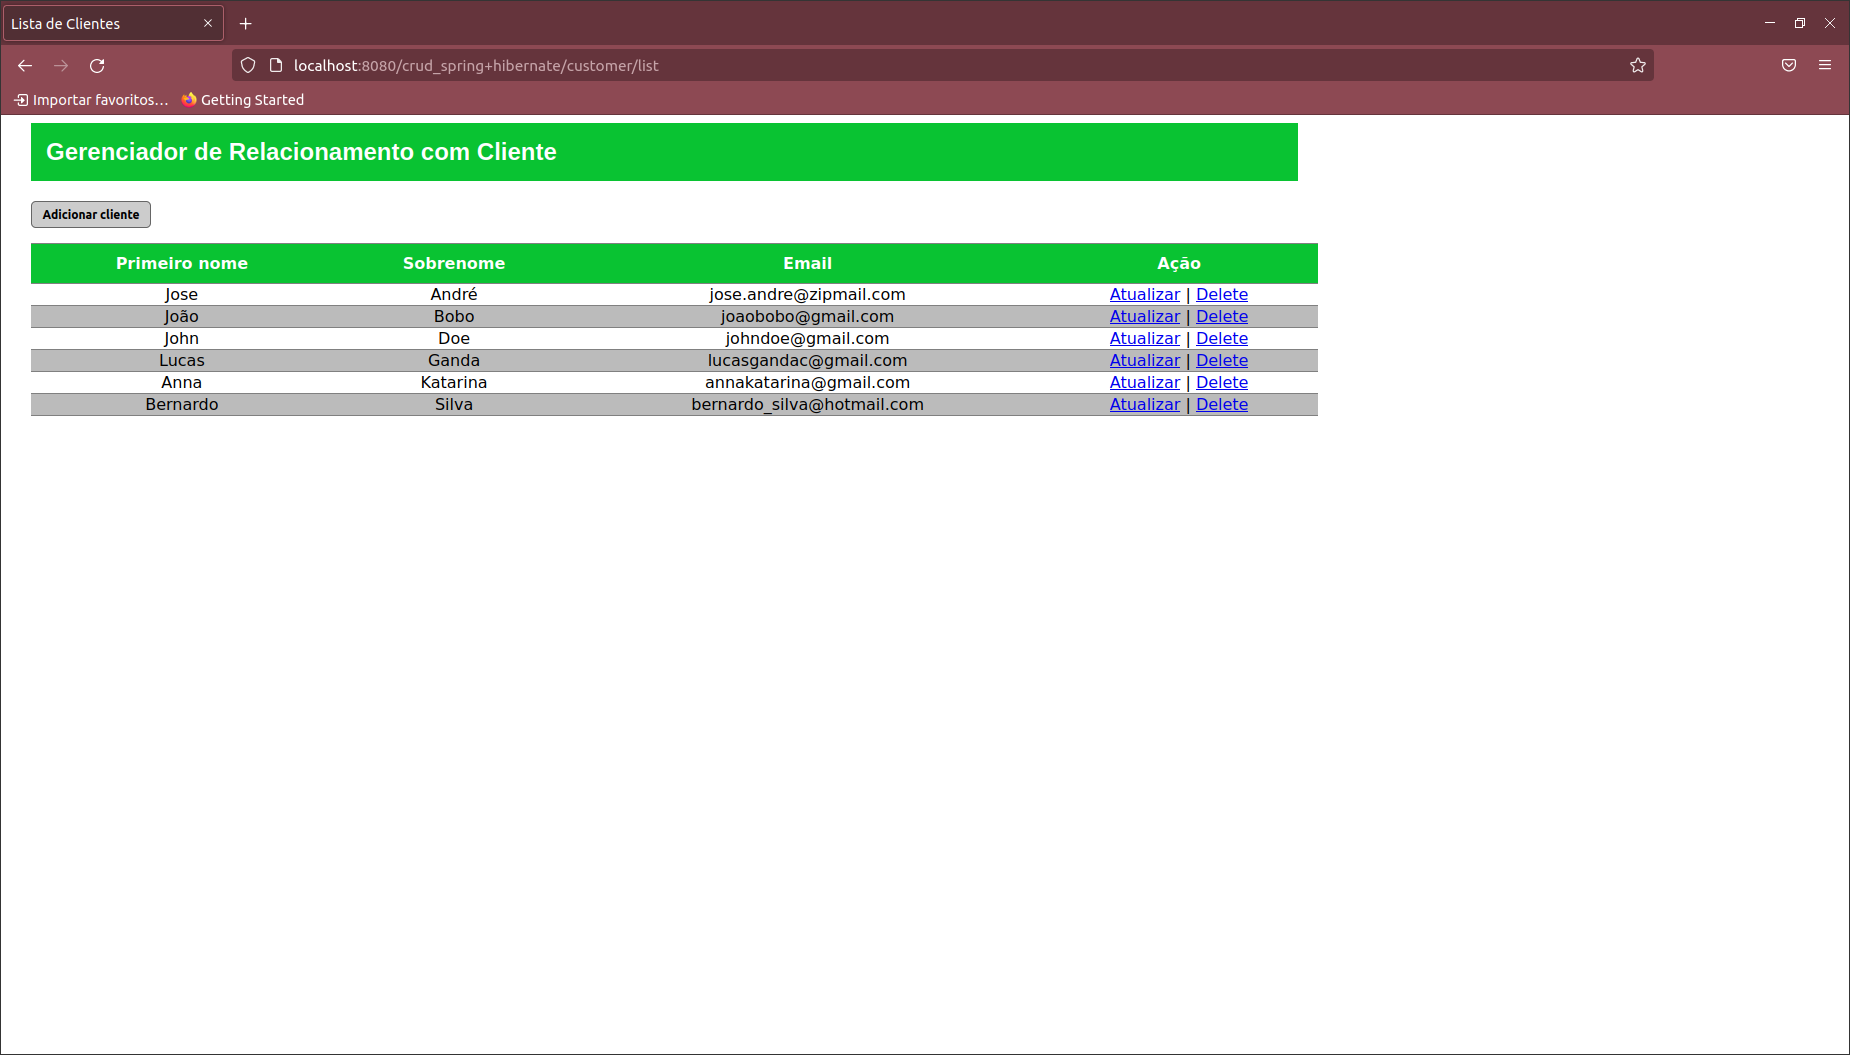 Lista de Clientes
localhost:8080/crud_spring+hibernate/customer/list
Importar favoritos... Getting Started
Gerenciador de Relacionamento com Cliente
Adicionar cliente
Primeiro nome Sobrenome Email Ação
Jose André jose.andre@zipmail.com Atualizar | Delete
João Bobo joaobobo@gmail.com Atualizar | Delete
John Doe johndoe@gmail.com Atualizar | Delete
Lucas Ganda lucasgandac@gmail.com Atualizar | Delete
Anna Katarina annakatarina@gmail.com Atualizar | Delete
Bernardo Silva bernardo_silva@hotmail.com Atualizar | Delete